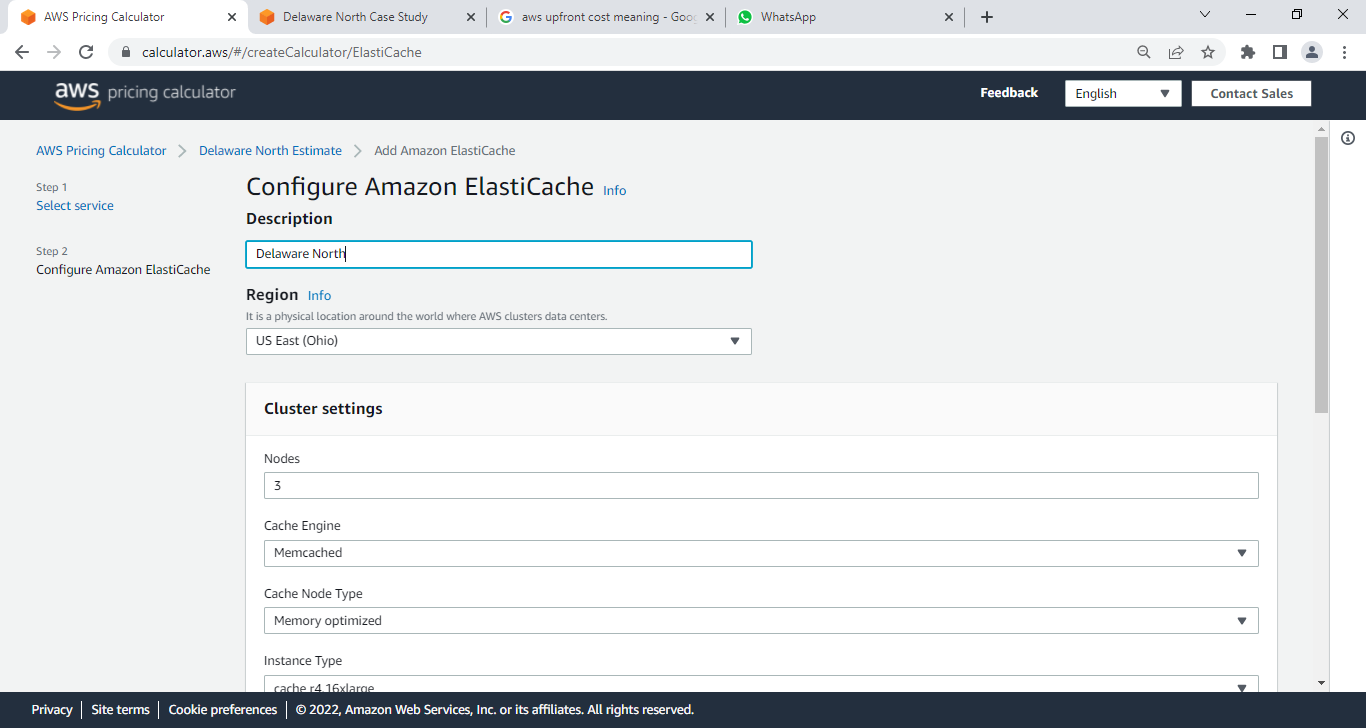 AWS Pricing Calculator
Delaware North Case Study
aws upfront cost meaning - Goo
WhatsApp
calculator.aws/#/createCalculator/ElastiCache
aws pricing calculator
Feedback
English
Contact Sales
AWS Pricing Calculator
Delaware North Estimate
Add Amazon ElastiCache
Step 1
Select service
Step 2
Configure Amazon ElastiCache
Configure Amazon ElastiCache Info
Description
Delaware North
Region Info
It is a physical location around the world where AWS clusters data centers.
US East (Ohio)
Cluster settings
Nodes
3
Cache Engine
Memcached
Cache Node Type
Memory optimized
Instance Type
cache.r4.16xlarge
Privacy | Site terms | Cookie preferences | © 2022, Amazon Web Services, Inc. or its affiliates. All rights reserved.